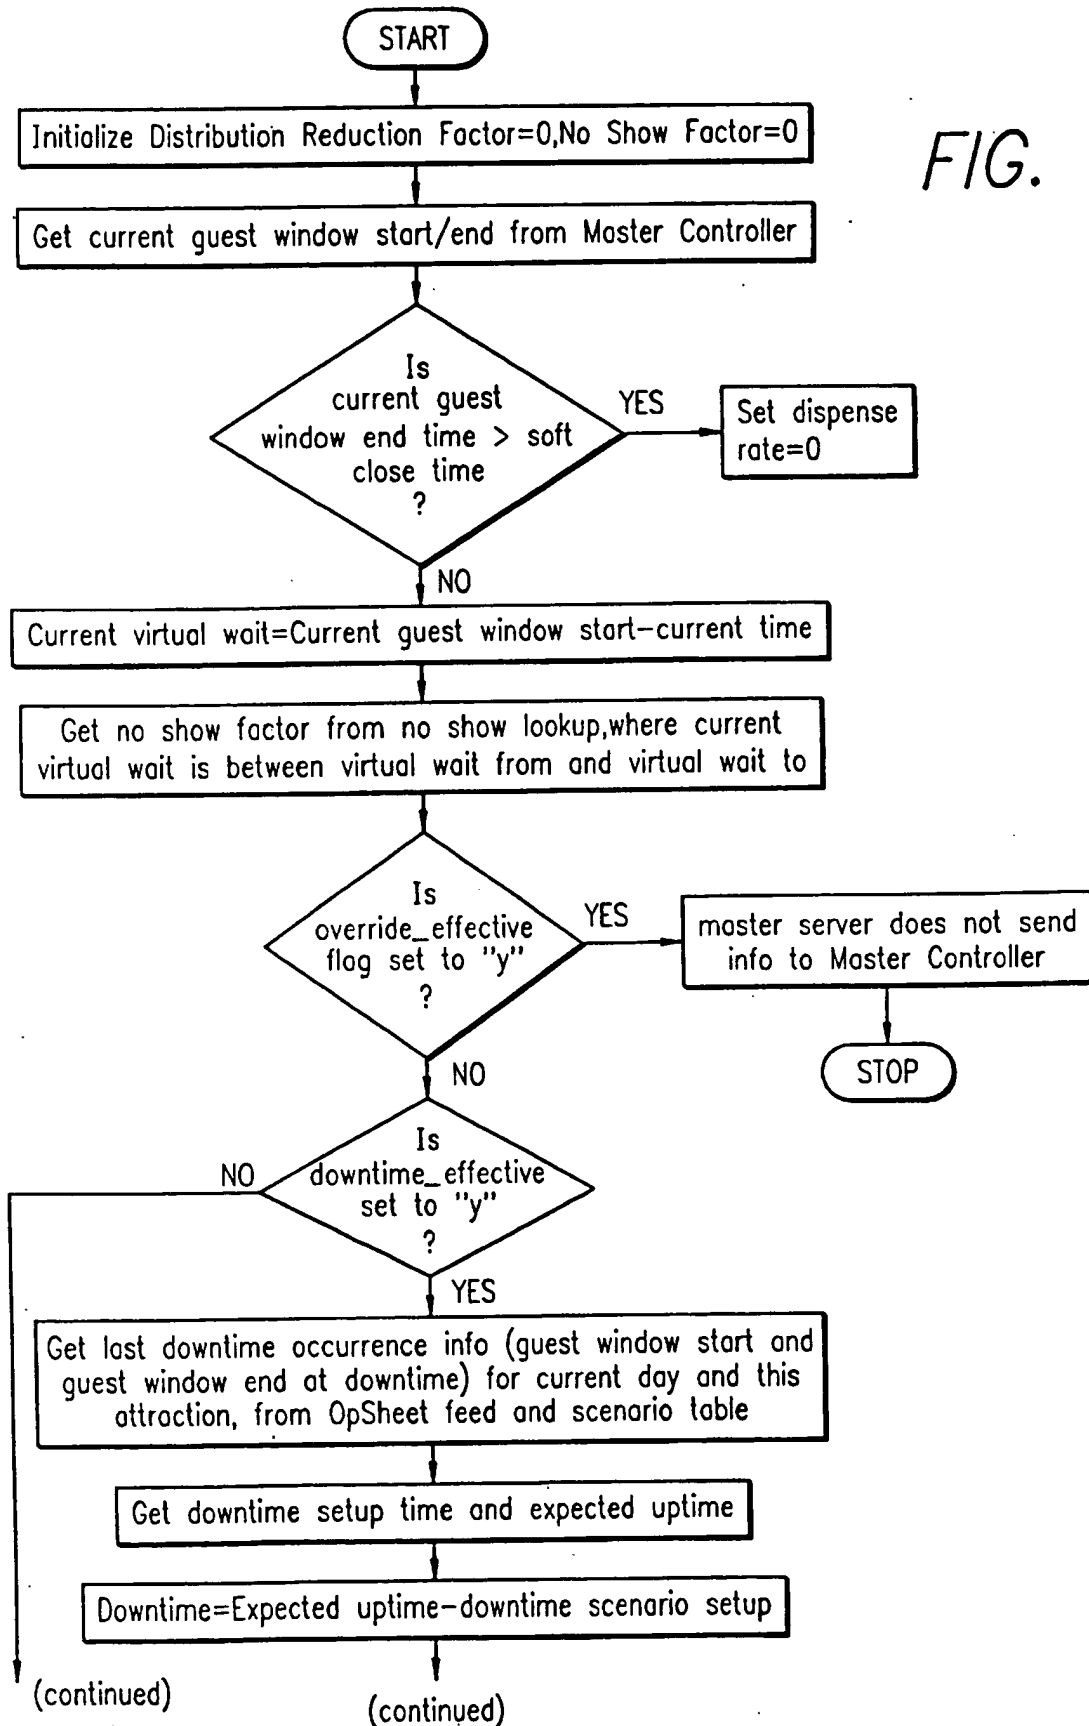 START
Initialize Distribution Reduction Factor=0,No Show Factor=0
FIG.
Get current guest window start/end from Master Controller
Is
current guest
window end time > soft
close time
?
YES
Set dispense
rate=0
NO
Current virtual wait=Current guest window start-current time
Get no show factor from no show lookup,where current
virtual wait is between virtual wait from and virtual wait to
Is
override_effective
flag set to "y"
?
YES
master server does not send
info to Master Controller
STOP
NO
Is
downtime_effective
set to "y"
?
NO
YES
Get last downtime occurrence info (guest window start and
guest window end at downtime) for current day and this
attraction, from OpSheet feed and scenario table
Get downtime setup time and expected uptime
Downtime=Expected uptime-downtime scenario setup
(continued)
(continued)